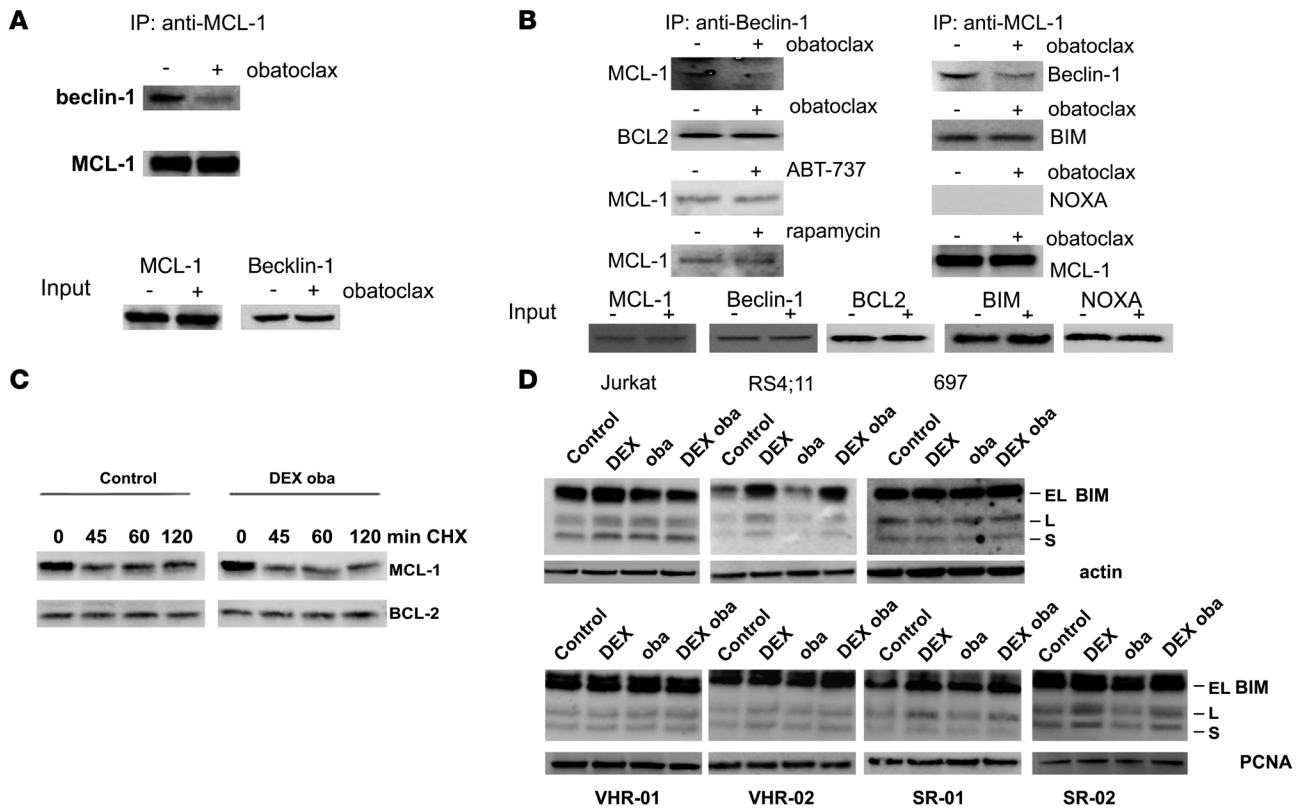 A
IP: anti-MCL-1
- + obatoclax
beclin-1
MCL-1
MCL-1 Becklin-1
Input - + - + obatoclax
B
IP: anti-Beclin-1 IP: anti-MCL-1
- + obatoclax - + obatoclax
MCL-1 Beclin-1
- + obatoclax - + obatoclax
BCL2 BIM
- + ABT-737 - + obatoclax
MCL-1 NOXA
- + rapamycin - + obatoclax
MCL-1 MCL-1
Input MCL-1 Beclin-1 BCL2 BIM NOXA
- + - + - + - + - +
C
Control DEX oba
0 45 60 120 0 45 60 120 min CHX
MCL-1
BCL-2
D
Jurkat RS4;11 697
Control DEX oba DEX oba Control DEX oba DEX oba Control DEX oba DEX oba
EL BIM
L
S
actin
Control DEX oba DEX oba Control DEX oba DEX oba Control DEX oba DEX oba Control DEX oba DEX oba
EL BIM
L
S
PCNA
VHR-01 VHR-02 SR-01 SR-02